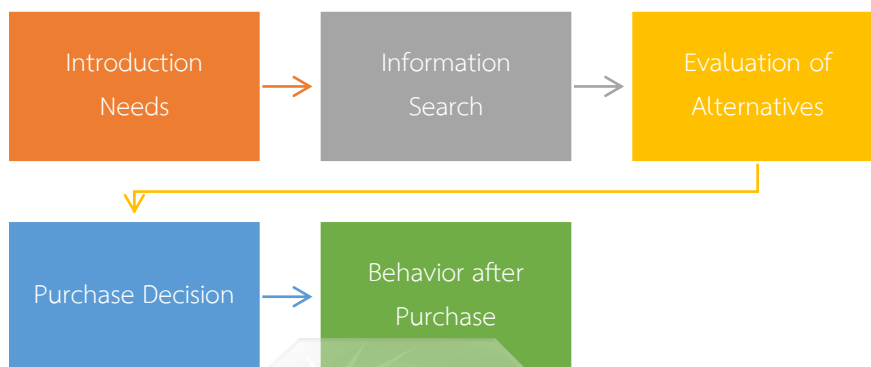 Introduction
Needs
Information
Search
Evaluation of
Alternatives
Purchase Decision
Behavior after
Purchase